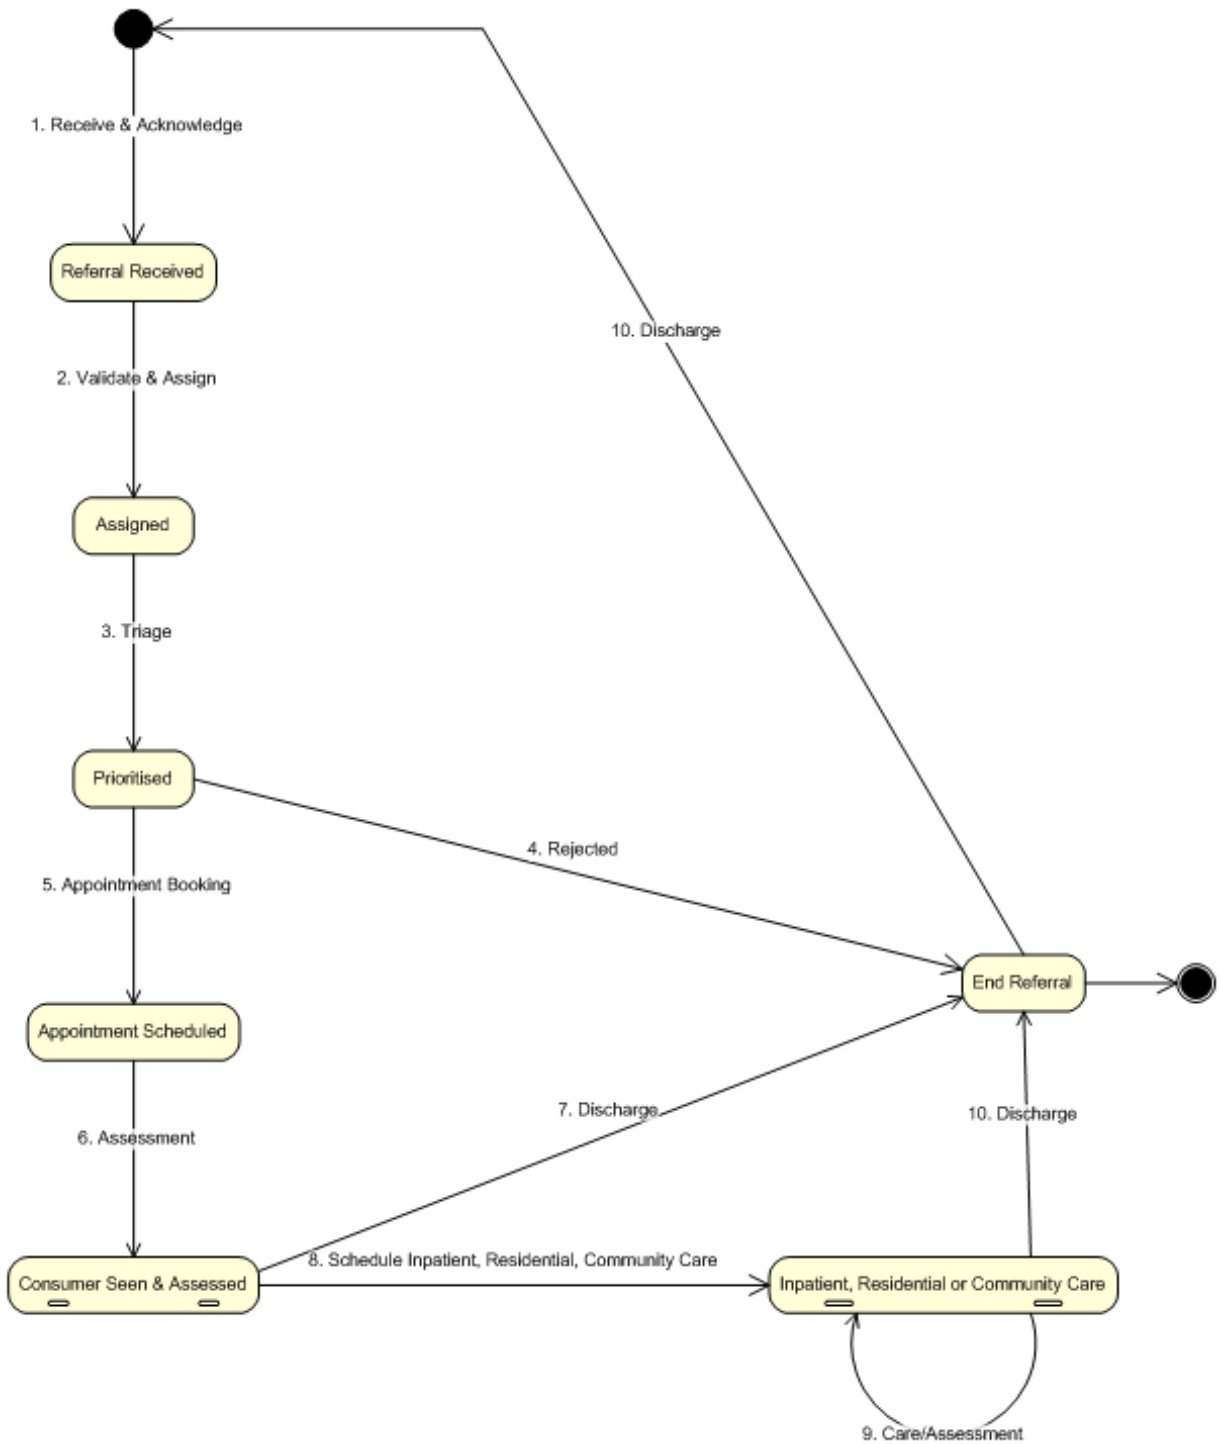 1. Receive & Acknowledge
Referral Received
10. Discharge
2. Validate & Assign
Assigned
3. Triage
Prioritised
4. Rejected
5. Appointment Booking
End Referral
Appointment Scheduled
7. Discharge
10. Discharge
6. Assessment
8. Schedule Inpatient, Residential, Community Care
Consumer Seen & Assessed
Inpatient, Residential or Community Care
9. Care/Assessment